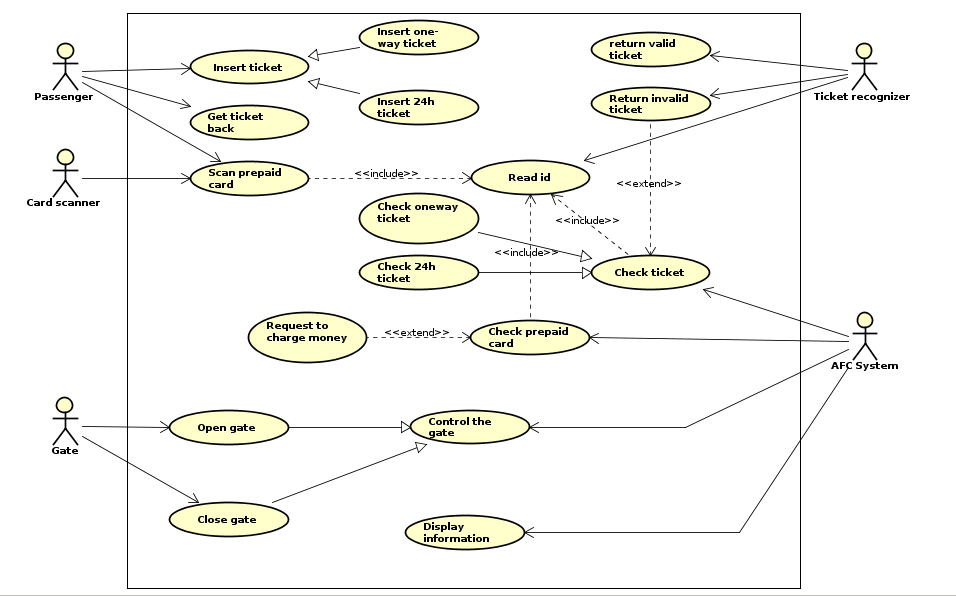 Insert one-
way ticket
return valid
ticket
Insert ticket
Passenger
Ticket recognizer
Insert 24h
ticket
Return invalid
ticket
Get ticket
back
Scan prepaid
card
<<include>>
Read id
<<extend>>
Card scanner
Check oneway
ticket
<<include>>
<<include>>
Check 24h
ticket
Check ticket
Request to
charge money
<<extend>>
Check prepaid
card
AFC System
Open gate
Control the
gate
Gate
Close gate
Display
information